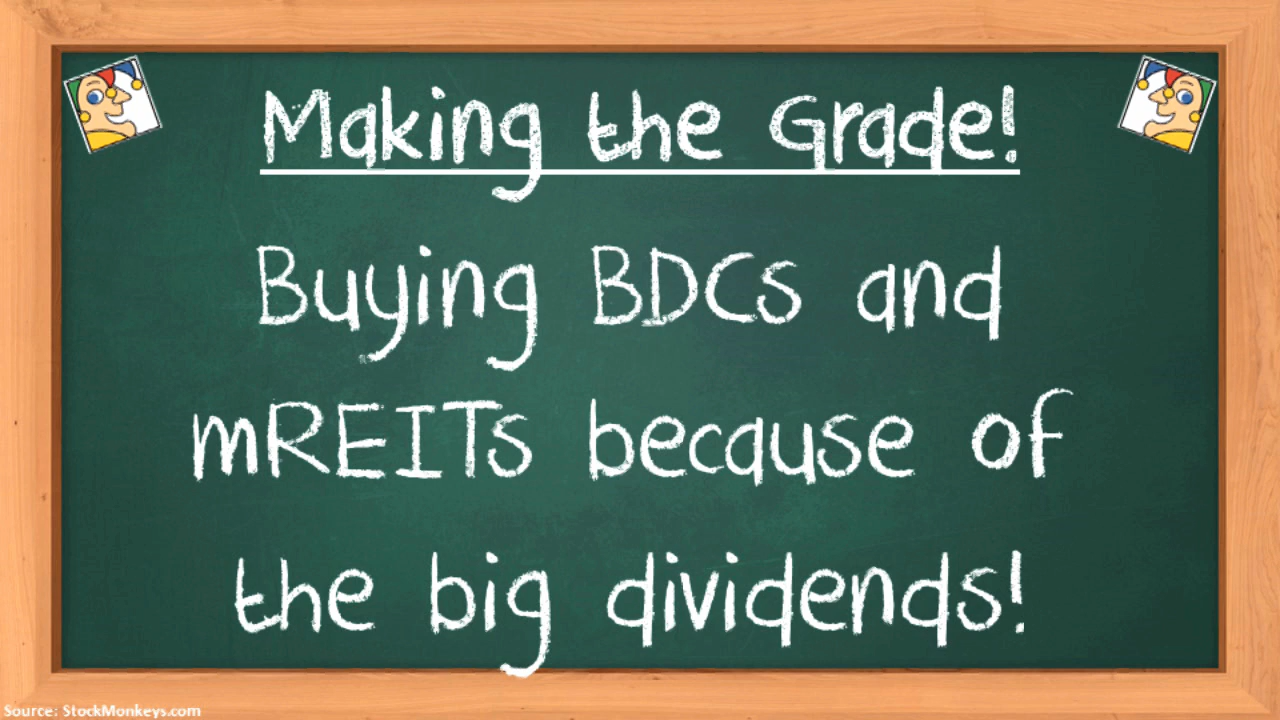 Making the Grade!
Buying BDCs and
mREITs because of
the big dividends!
Source: StockMonkeys.com